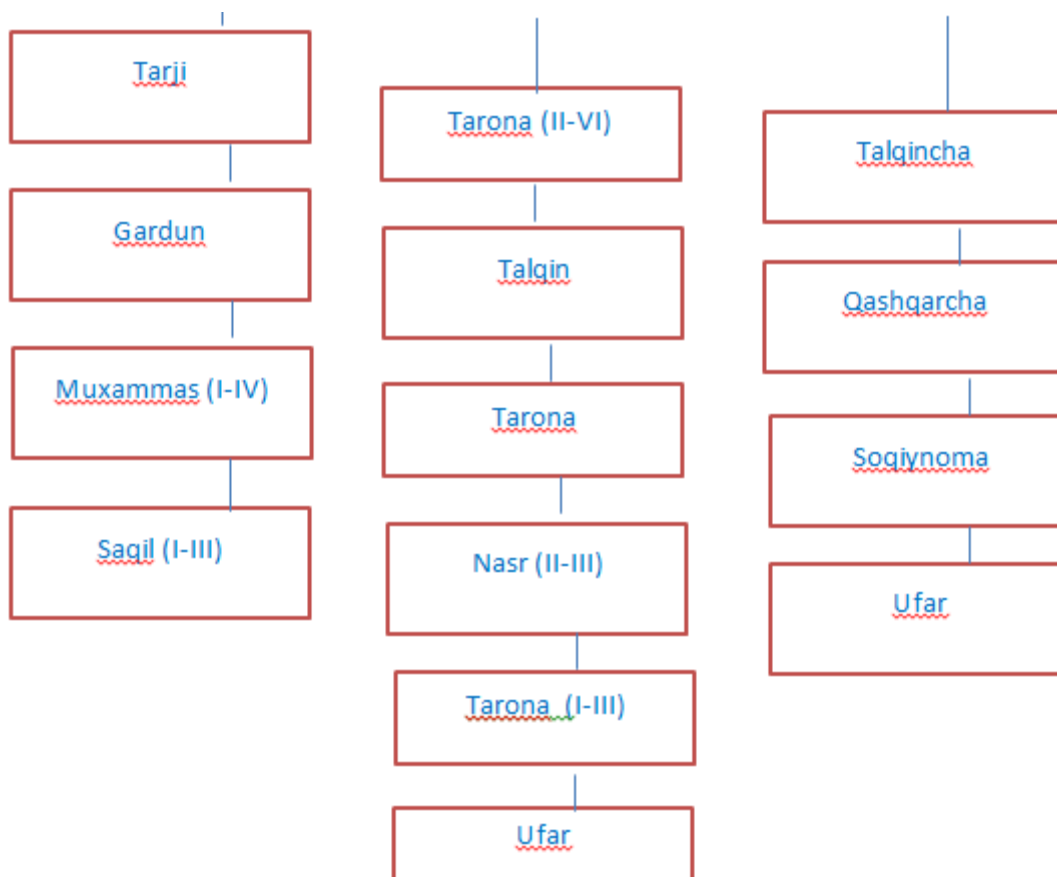 Tarji
Gardun
Muxammas (I-IV)
Saqil (I-III)
Tarona (II-VI)
Talqin
Tarona
Nasr (II-III)
Tarona (I-III)
Ufar
Talqincha
Qashqarcha
Soqiynoma
Ufar